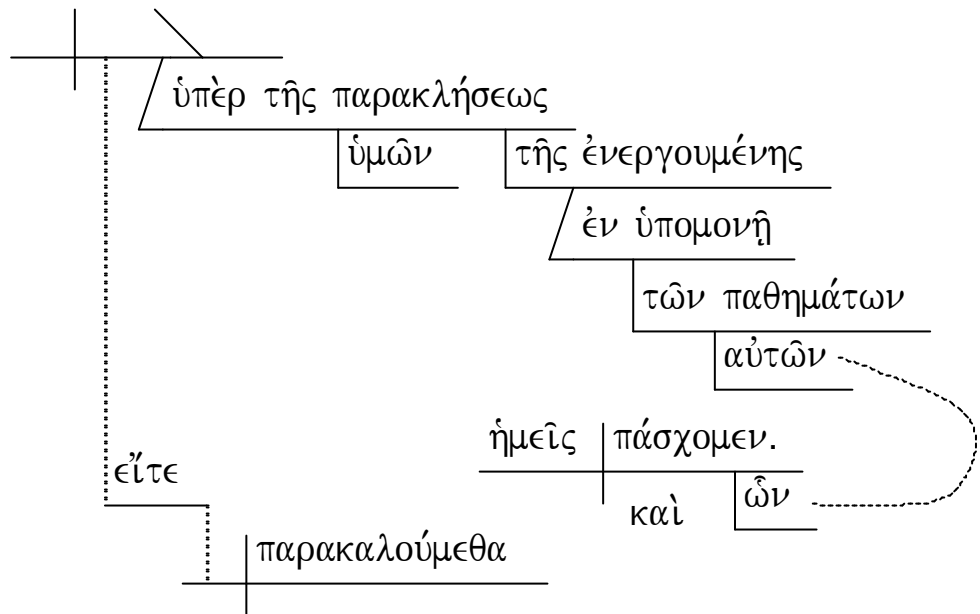 ὑπὲρ τῆς παρακλήσεως
ὑμῶν τῆς ἐνεργουμένης
ἐν ὑπομονῇ
τῶν παθημάτων
αὐτῶν
ἡμεῖς πάσχομεν.
εἴτε
καὶ ὧν
παρακαλούμεθα